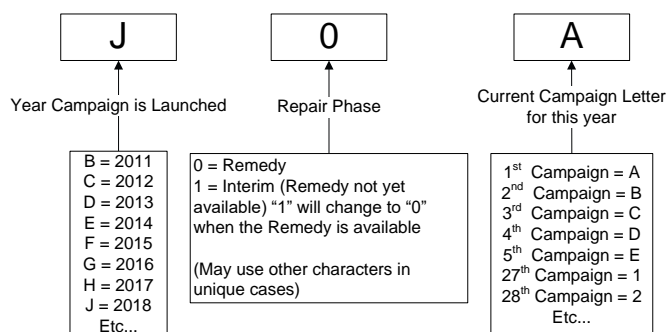 J
0
A
Year Campaign is Launched
Repair Phase
Current Campaign Letter
for this year
B = 2011
C = 2012
D = 2013
E = 2014
F = 2015
G = 2016
H = 2017
J = 2018
Etc...
0 = Remedy
1 = Interim (Remedy not yet
available) “1” will change to “0”
when the Remedy is available
(May use other characters in
unique cases)
1st Campaign = A
2nd Campaign = B
3rd Campaign = C
4th Campaign = D
5th Campaign = E
27th Campaign = 1
28th Campaign = 2
Etc...